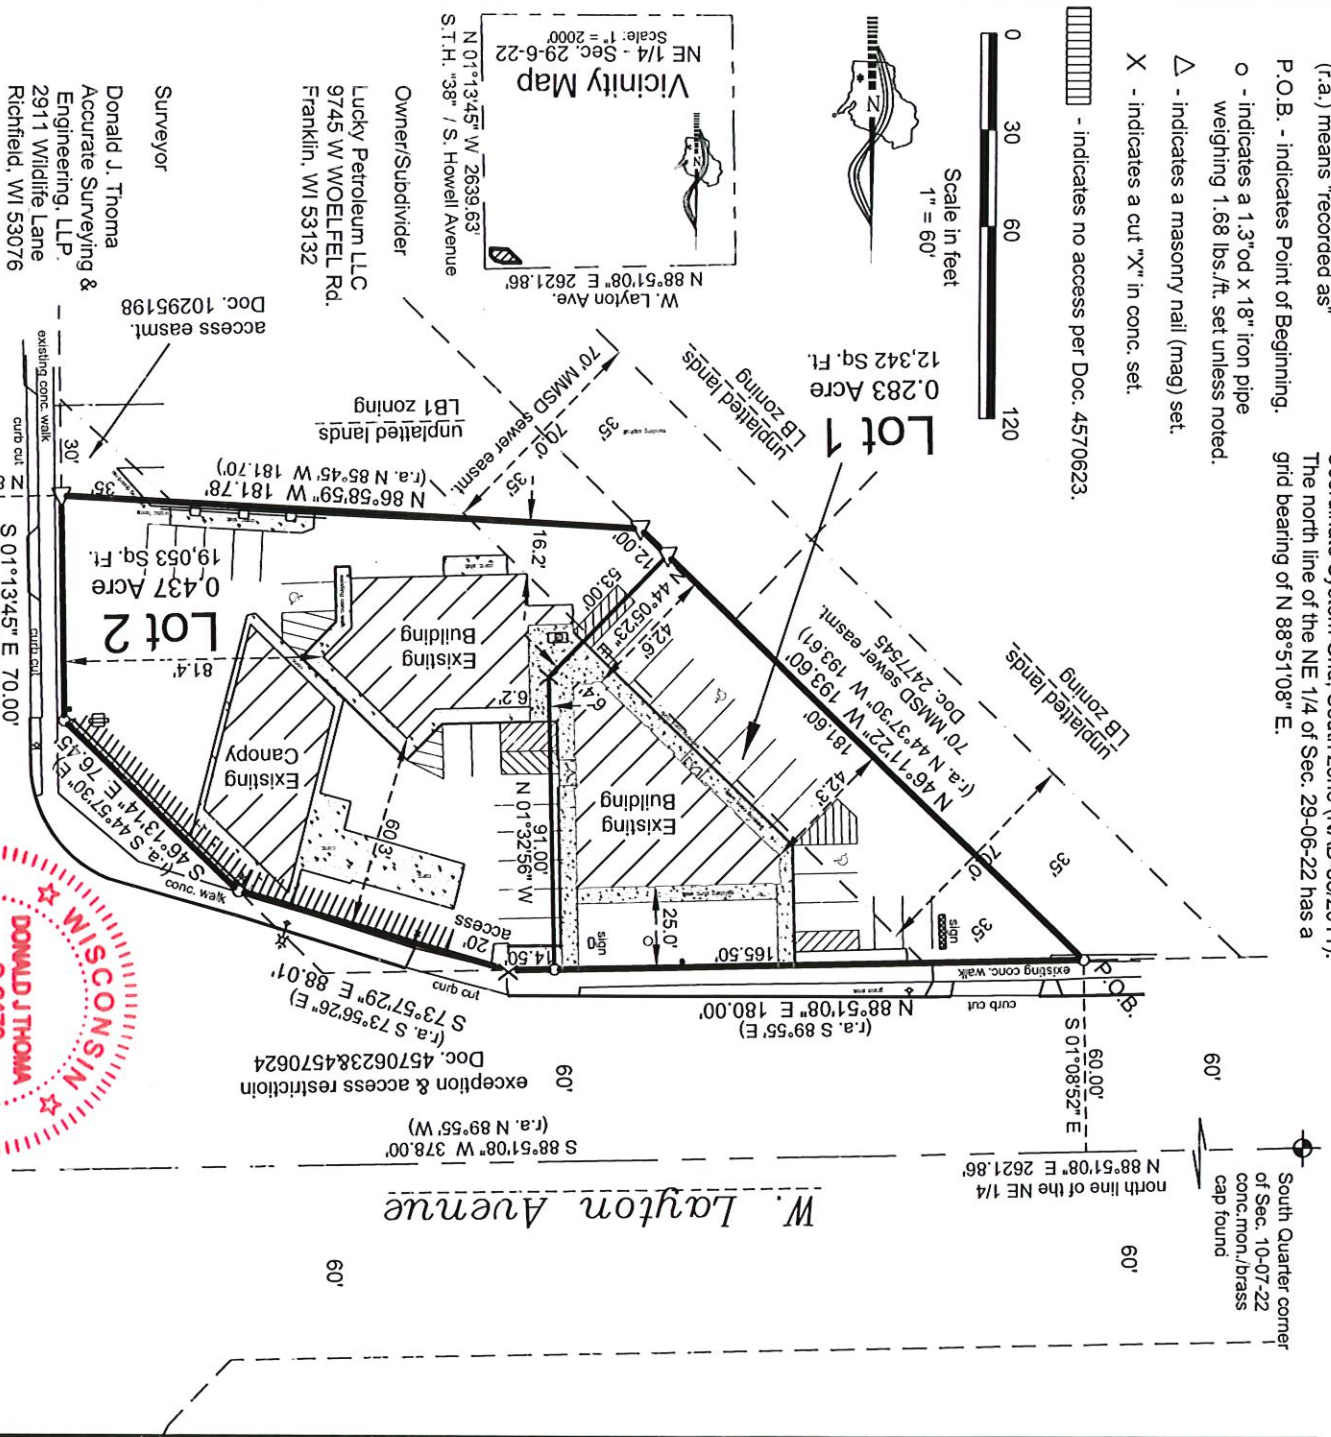 (r.a.) means "recorded as"
P.O.B. - indicates Point of Beginning.
o - indicates a 1.3"od x 18" iron pipe
weighing 1.68 lbs./ft. set unless noted.
△ - indicates a masonry nail (mag) set.
X - indicates a cut "X" in conc. set.
- indicates no access per Doc. 4570623.
The north line of the NE 1/4 of Sec. 29-06-22 has a
grid bearing of N 88°51'08" E.
0 30 60 120
Scale in feet
1" = 60'
N
W. Layton Ave.
N 88°51'08" E 2621.86'
N
Vicinity Map
NE 1/4 - Sec. 29-6-22
Scale: 1" = 2000'
N 01°13'45" W 2639.63'
S.T.H. "38" / S. Howell Avenue
Owner/Subdivider
Lucky Petroleum LLC
9745 W WOELFEL Rd.
Franklin, WI 53132
Surveyor
Donald J. Thoma
Accurate Surveying &
Engineering, LLP.
2911 Wildlife Lane
Richfield, WI 53076
South Quarter corner
of Sec. 10-07-22
conc.mon./brass
cap found
north line of the NE 1/4
N 88°51'08" E 2621.86'
W. Layton Avenue
S 88°51'08" W 378.00'
(r.a. N 89°55' W)
60'
60'
60'
60'
60.00'
S 01°08'52" E
P.O.B.
exception & access restrictioin
Doc. 4570623&4570624
N 88°51'08" E 180.00'
(r.a. S 89°55' E)
curb cut
existing conc. walk
165.50'
14.50'
curb cut
S 73°57'29" E 88.01'
(r.a. S 73°56'26" E)
20'
access
conc. walk
S 46°13'14" E 76.45'
(r.a. S 44°57'30" E)
S 01°13'45" E 70.00'
curb cut
curb cut
existing conc. walk
30'
35'
access easmt.
Doc. 10295198
N 86°58'59" W 181.78'
(r.a. N 85°45' W 181.70')
unplatted lands
LB1 zoning
70' MMSD sewer easmt.
70.0'
35'
35'
unplatted lands
LB zoning
unplatted lands
LB zoning
N 46°11'22" W 193.60'
(r.a. N 44°37'30" W 193.61)
70' MMSD sewer easmt.
Doc. 2477545
181.60'
12.00'
N 44°05'23" E
53.00'
42.6'
42.3'
70.0'
35'
35'
sign
sign
25.0'
Lot 1
0.283 Acre
12,342 Sq. Ft.
Existing
Building
91.00'
N 01°32'56" W
6.4'
6.2'
16.2'
60.3'
81.4'
Existing
Building
Existing
Canopy
Lot 2
0.437 Acre
19,053 Sq. Ft.
WISCONSIN
DONALD J THOMA